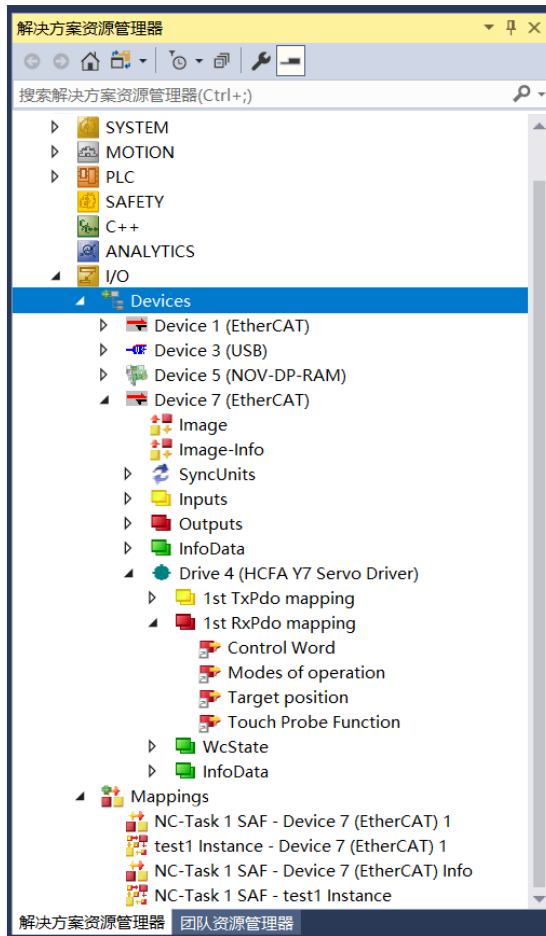 解决方案资源管理器
搜索解决方案资源管理器(Ctrl+;)
SYSTEM
MOTION
PLC
SAFETY
C++
ANALYTICS
I/O
Devices
Device 1 (EtherCAT)
Device 3 (USB)
Device 5 (NOV-DP-RAM)
Device 7 (EtherCAT)
Image
Image-Info
SyncUnits
Inputs
Outputs
InfoData
Drive 4 (HCFA Y7 Servo Driver)
1st TxPdo mapping
1st RxPdo mapping
Control Word
Modes of operation
Target position
Touch Probe Function
WcState
InfoData
Mappings
NC-Task 1 SAF - Device 7 (EtherCAT) 1
test1 Instance - Device 7 (EtherCAT) 1
NC-Task 1 SAF - Device 7 (EtherCAT) Info
NC-Task 1 SAF - test1 Instance
解决方案资源管理器 团队资源管理器